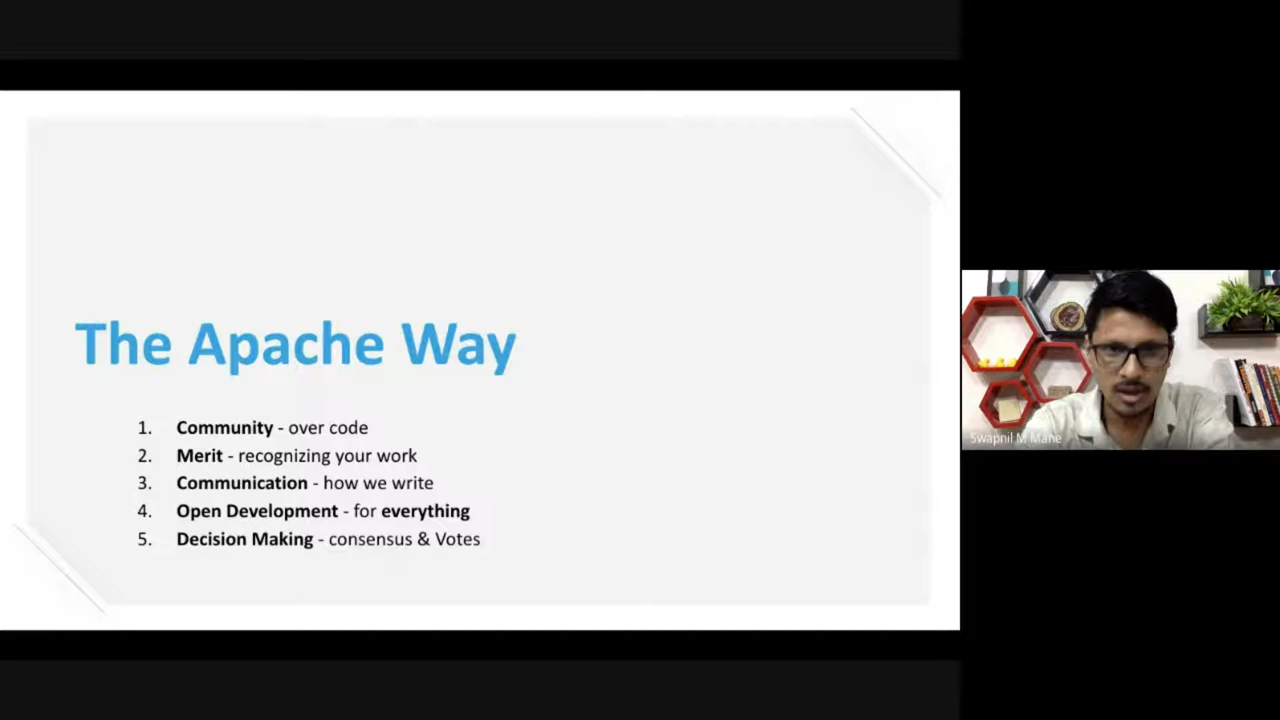 The Apache Way
1. Community - over code
2. Merit - recognizing your work
3. Communication - how we write
4. Open Development - for everything
5. Decision Making - consensus & Votes
Swapnil M Mane